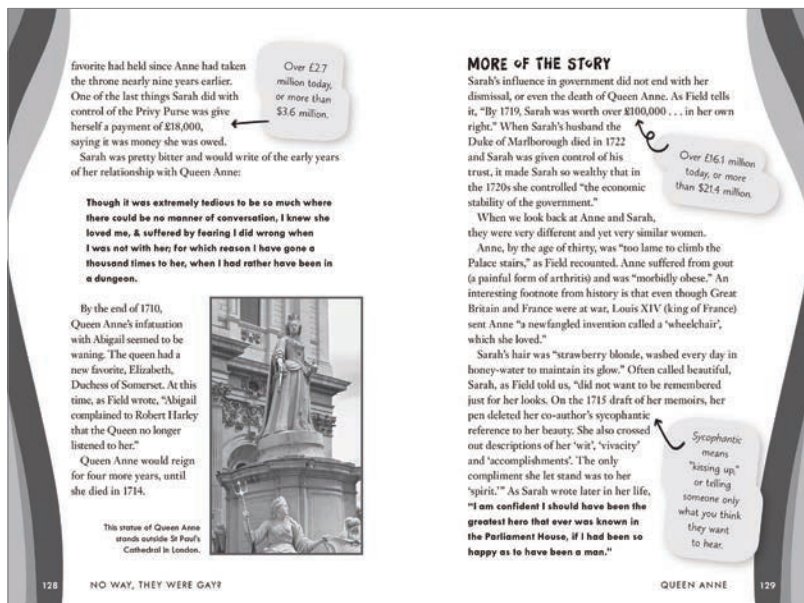 favorite had held since Anne had taken
the throne nearly nine years earlier.
One of the last things Sarah did with
control of the Privy Purse was give
herself a payment of £18,000,
saying it was money she was owed.
Over £2.7
million today,
or more than
$3.6 million.
Sarah was pretty bitter and would write of the early years
of her relationship with Queen Anne:
Though it was extremely tedious to be so much where
there could be no manner of conversation, I knew she
loved me, & suffered by fearing I did wrong when
I was not with her; for which reason I have gone a
thousand times to her, when I had rather have been in
a dungeon.
By the end of 1710,
Queen Anne's infatuation
with Abigail seemed to be
waning. The queen had a
new favorite, Elizabeth,
Duchess of Somerset. At this
time, as Field wrote, "Abigail
complained to Robert Harley
that the Queen no longer
listened to her."
Queen Anne would reign
for four more years, until
she died in 1714.
This statue of Queen Anne
stands outside St Paul's
Cathedral in London.
128 NO WAY, THEY WERE GAY?
MORE OF THE STORY
Sarah's influence in government did not end with her
dismissal, or even the death of Queen Anne. As Field tells
it, "By 1719, Sarah was worth over £100,000 . . . in her own
right." When Sarah's husband the
Duke of Marlborough died in 1722
and Sarah was given control of his
trust, it made Sarah so wealthy that in
the 1720s she controlled "the economic
stability of the government."
Over £16.1 million
today, or more
than $21.4 million.
When we look back at Anne and Sarah,
they were very different and yet very similar women.
Anne, by the age of thirty, was "too lame to climb the
Palace stairs," as Field recounted. Anne suffered from gout
(a painful form of arthritis) and was "morbidly obese." An
interesting footnote from history is that even though Great
Britain and France were at war, Louis XIV (king of France)
sent Anne "a newfangled invention called a 'wheelchair',
which she loved."
Sarah's hair was "strawberry blonde, washed every day in
honey-water to maintain its glow." Often called beautiful,
Sarah, as Field told us, "did not want to be remembered
just for her looks. On the 1715 draft of her memoirs, her
pen deleted her co-author's sycophantic
reference to her beauty. She also crossed
out descriptions of her 'wit', 'vivacity'
and 'accomplishments'. The only
compliment she let stand was to her
'spirit.'" As Sarah wrote later in her life,
"I am confident I should have been the
greatest hero that ever was known in
the Parliament House, if I had been so
happy as to have been a man."
Sycophantic
means
"kissing up,"
or telling
someone only
what you think
they want
to hear.
QUEEN ANNE 129